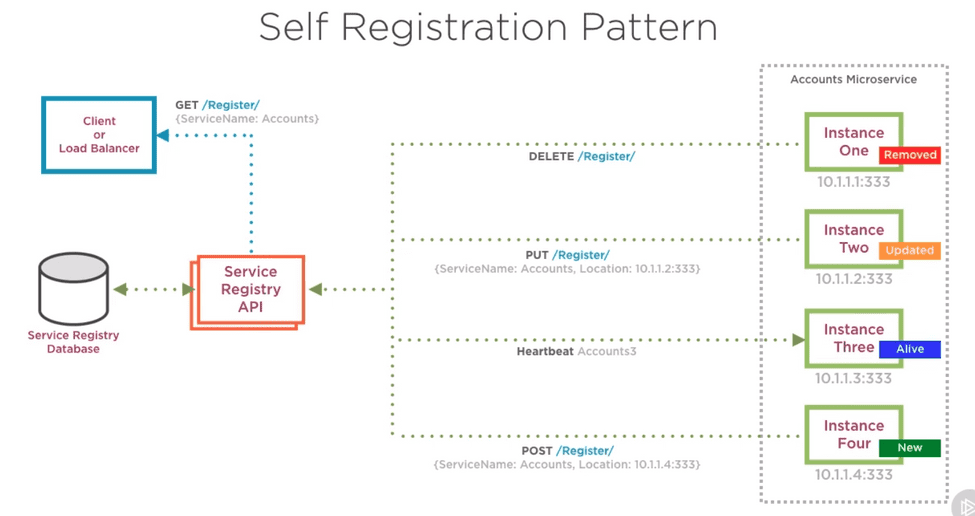 Self Registration Pattern
Accounts Microservice
Client
or
Load Balancer
GET /Register/
{ServiceName: Accounts}
DELETE /Register/
Instance
One
Removed
10.1.1.1:333
PUT /Register/
{ServiceName: Accounts, Location: 10.1.1.2:333}
Instance
Two
Updated
10.1.1.2:333
Service
Registry
API
Service Registry
Database
Heartbeat Accounts3
Instance
Three
Alive
10.1.1.3:333
POST /Register/
{ServiceName: Accounts, Location: 10.1.1.4:333}
Instance
Four
New
10.1.1.4:333